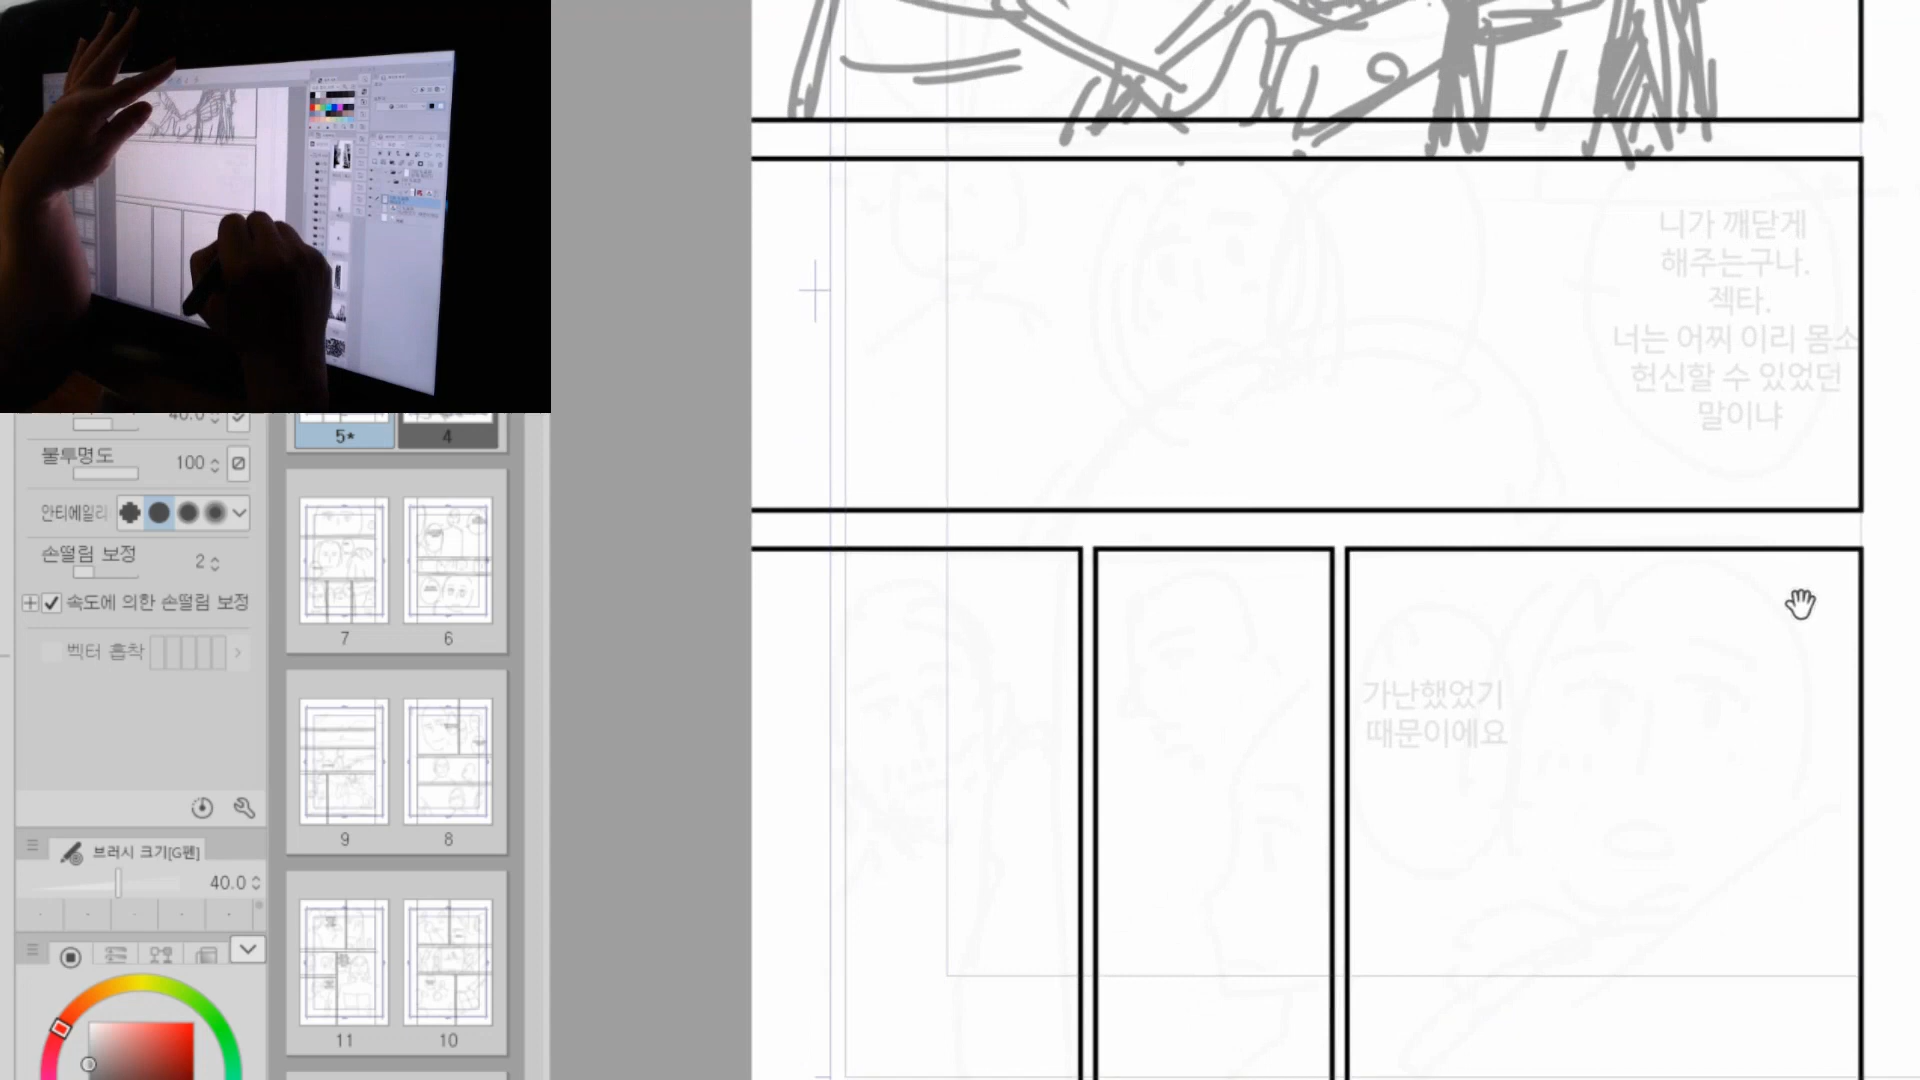 40.0
5*
4
불투명도
100
안티에일리
손떨림 보정
2
속도에 의한 손떨림 보정
벡터 흡착
7
6
9
8
브러시 크기[G펜]
40.0
11
10
니가 깨닫게
해주는구나.
젝타.
너는 어찌 이리 몸소
헌신할 수 있었던
말이냐
가난했었기
때문이에요